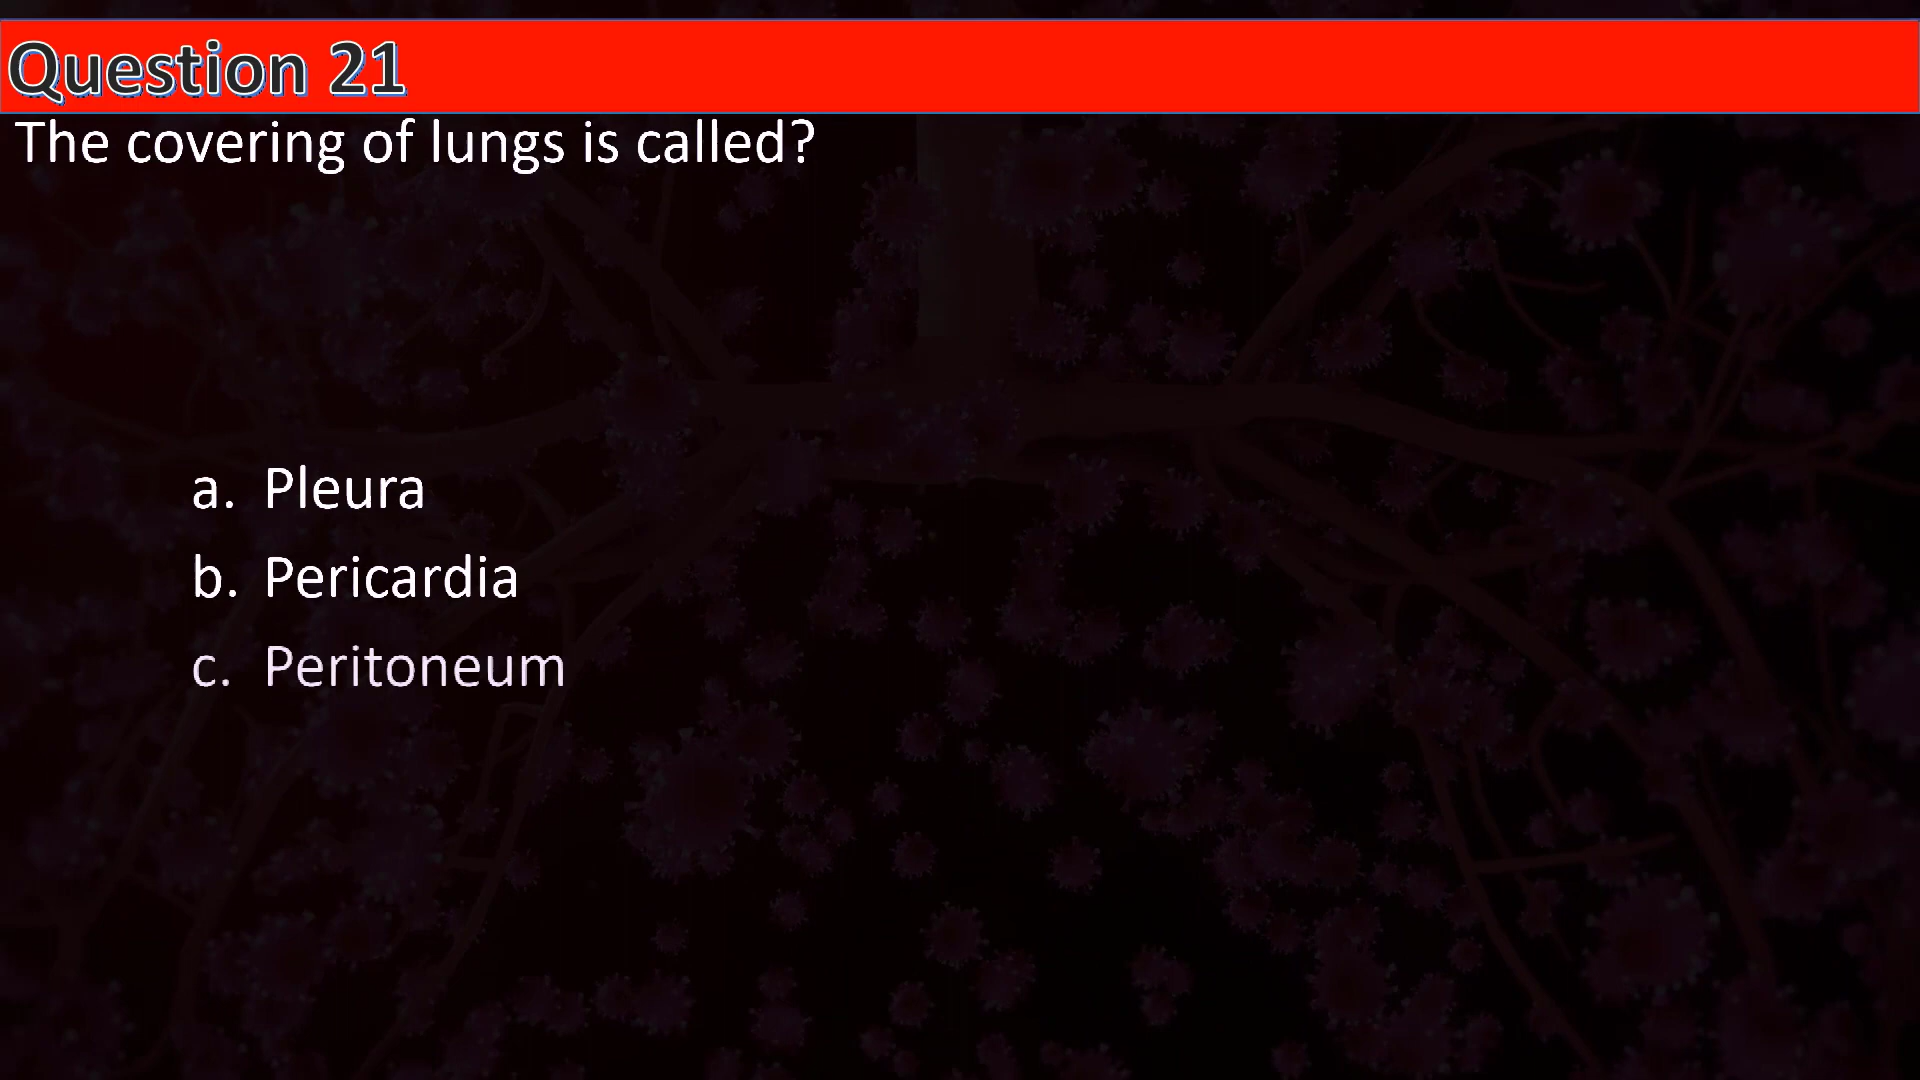 Question 21
The covering of lungs is called?
a. Pleura
b. Pericardia
c. Peritoneum